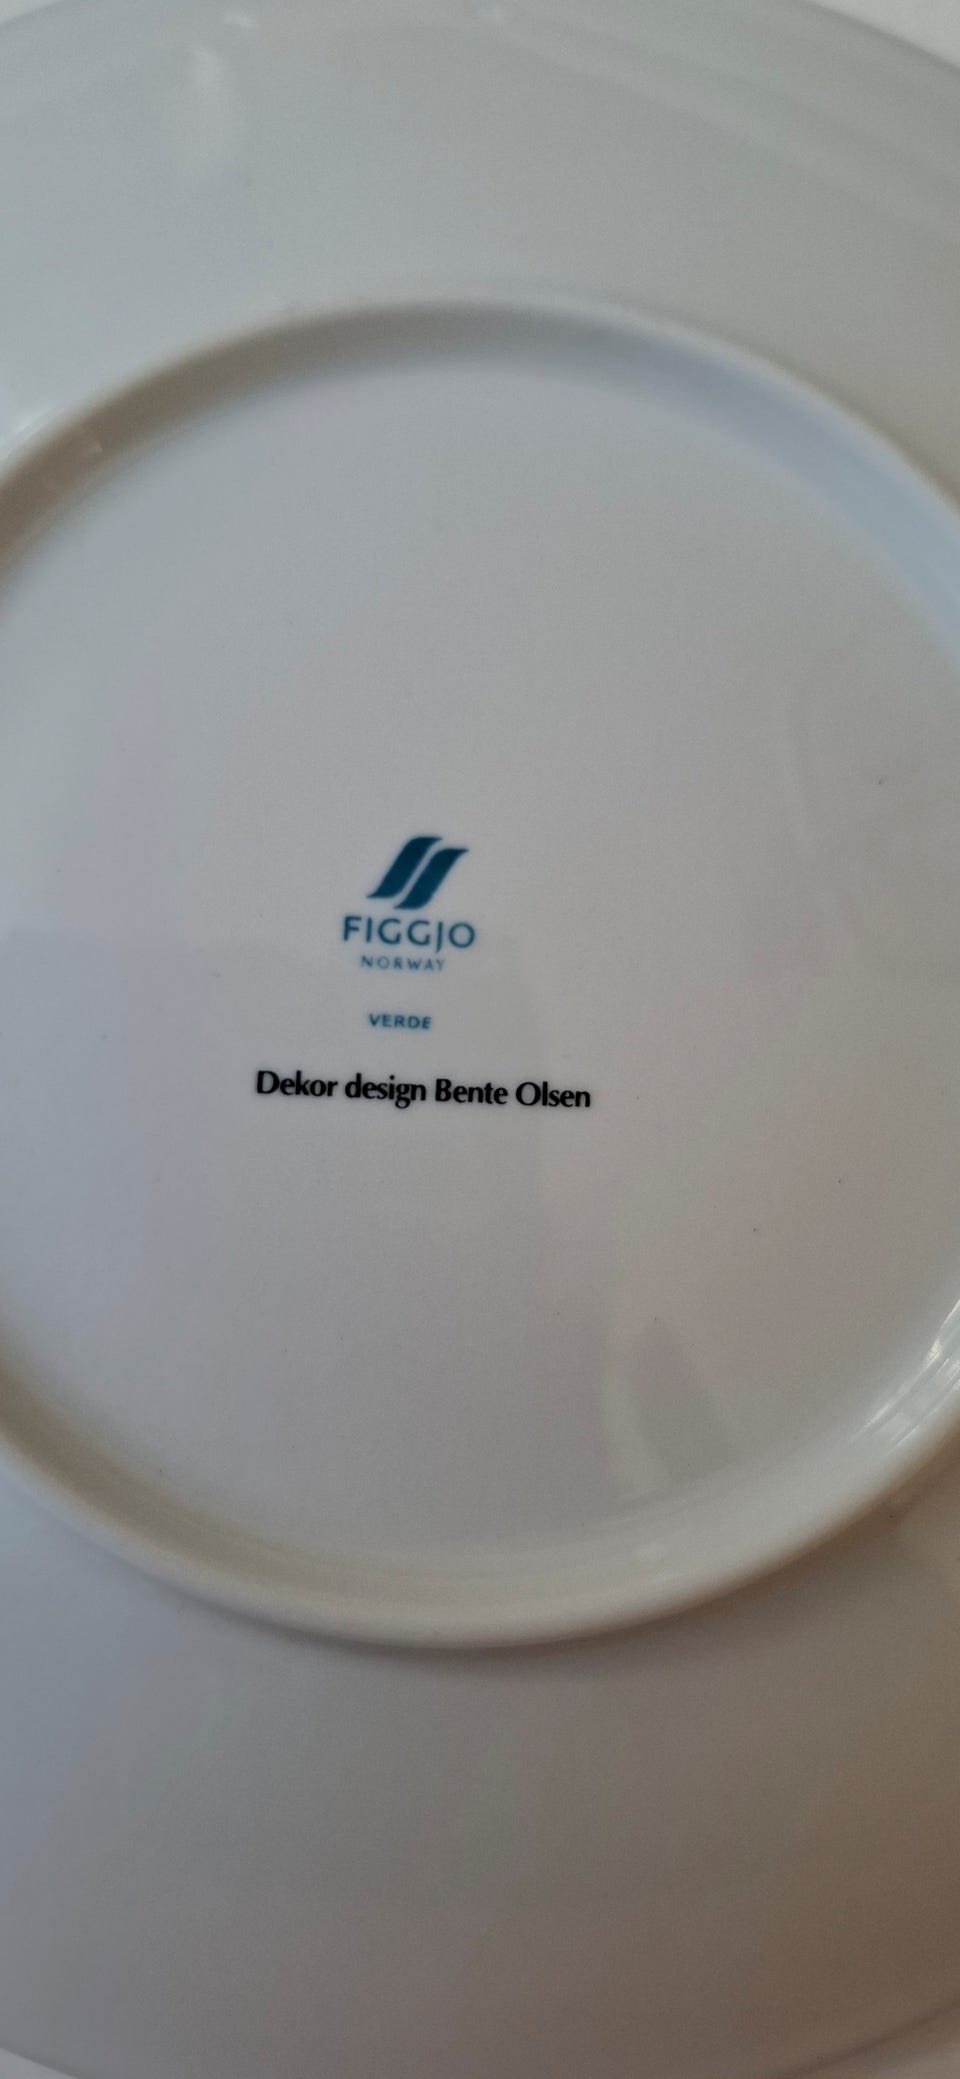 FIGGJO
NORWAY
VERDE
Dekor design Bente Olsen